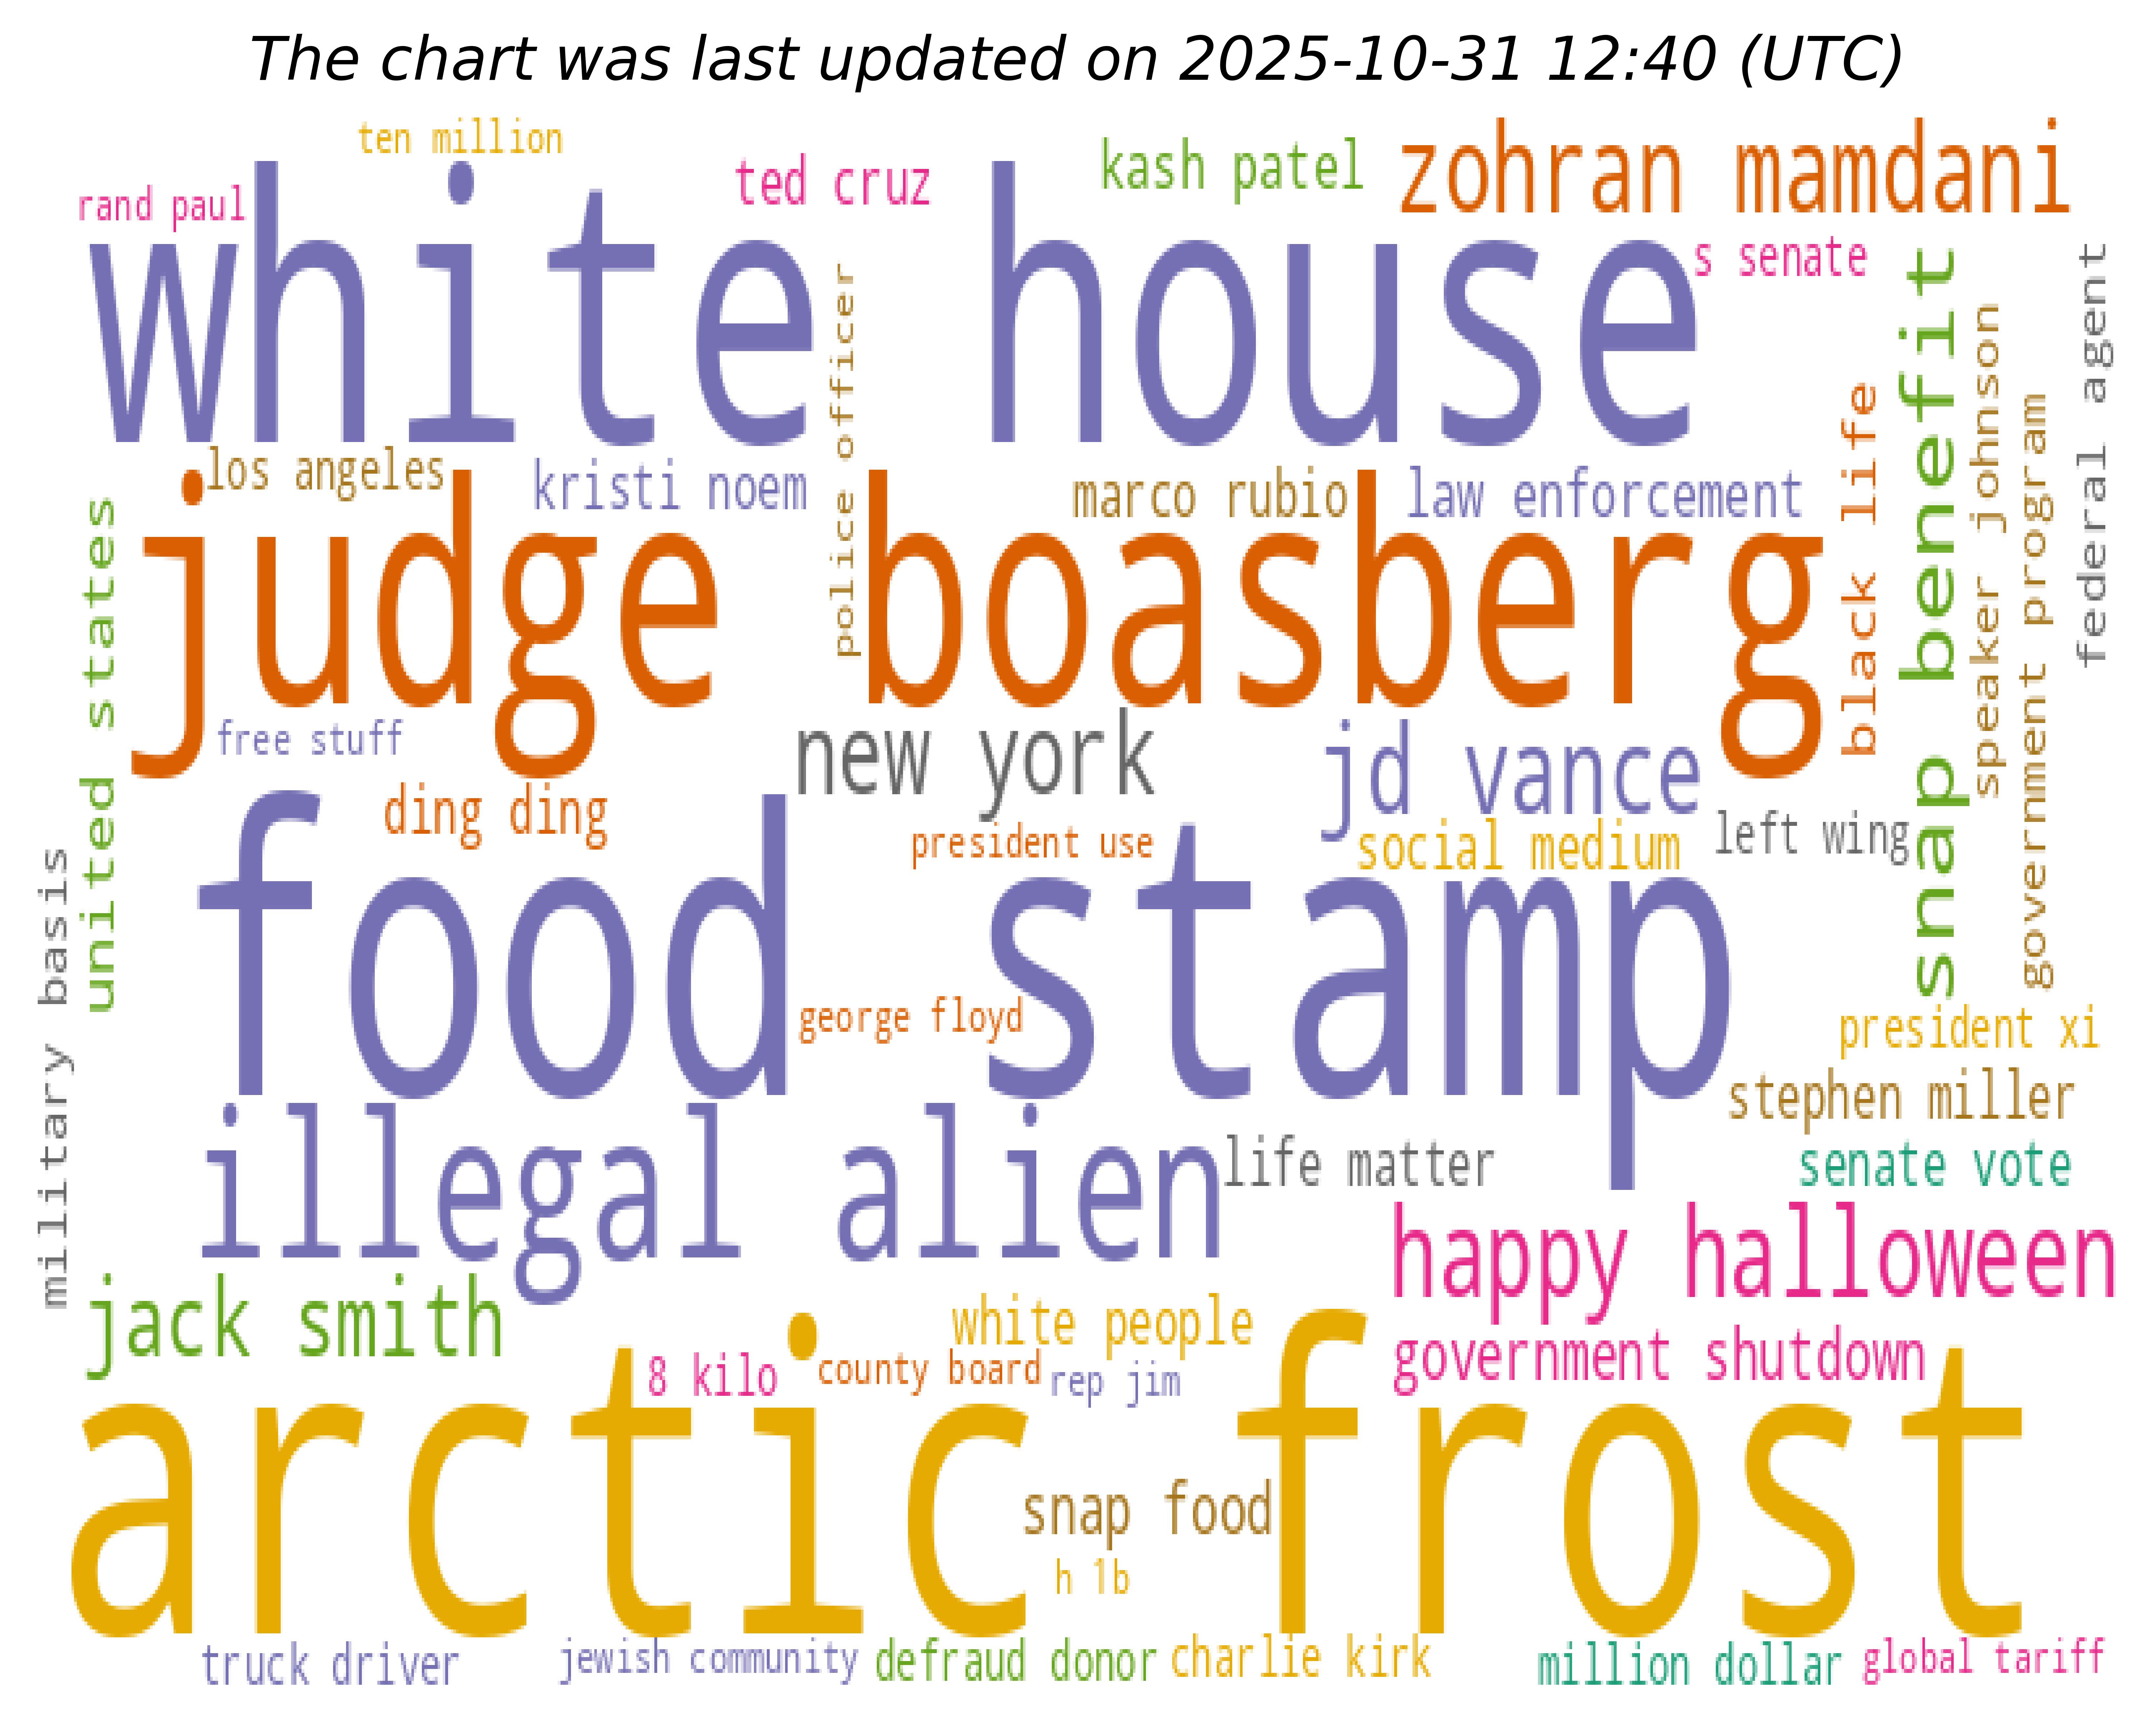 The chart was last updated on 2025-10-31 12:40 (UTC)
ten million
rand paul
ted cruz
kash patel
zohran mamdani
white house
s senate
police officer
snap benefit
federal agent
speaker johnson
black life
government program
los angeles
kristi noem
marco rubio
law enforcement
judge boasberg
united states
free stuff
new york
jd vance
ding ding
president use
social medium
left wing
food stamp
military basis
george floyd
president xi
stephen miller
illegal alien
life matter
senate vote
happy halloween
jack smith
white people
government shutdown
8 kilo
county board
rep jim
arctic frost
snap food
h 1b
truck driver
jewish community
defraud donor
charlie kirk
million dollar
global tariff